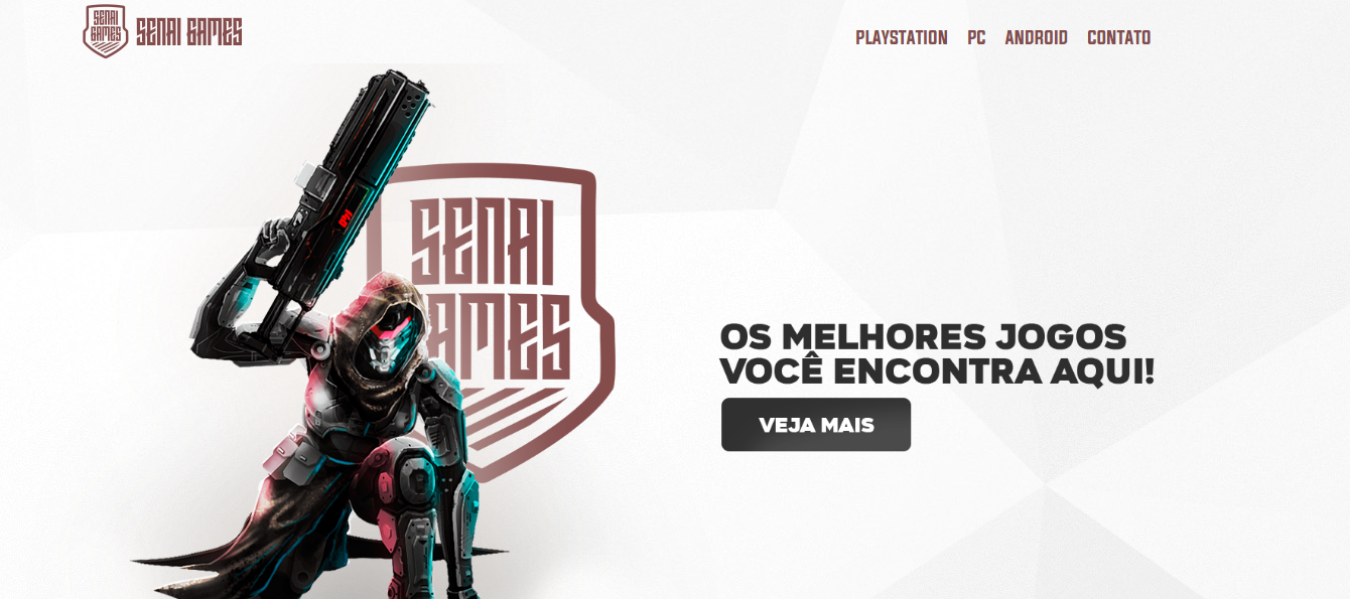 SENAI
GAMES
SENAI GAMES
PLAYSTATION PC ANDROID CONTATO
SENAI
GAMES
OS MELHORES JOGOS
VOCÊ ENCONTRA AQUI!
VEJA MAIS